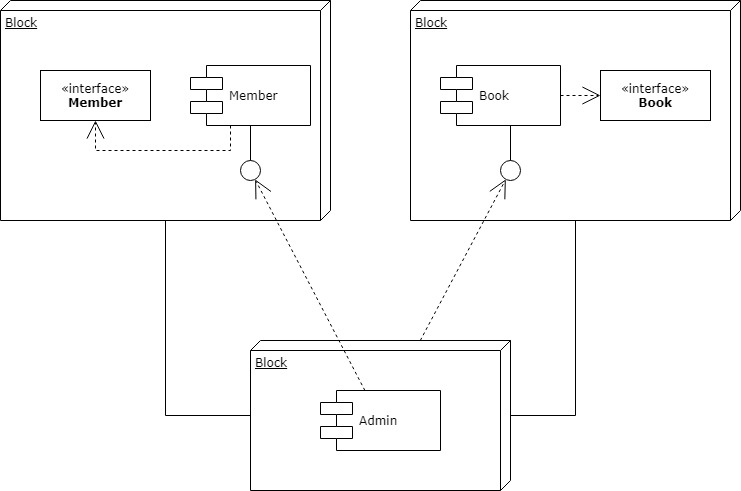 Block
«interface»
Member
Member
Block
Book
«interface»
Book
Block
Admin